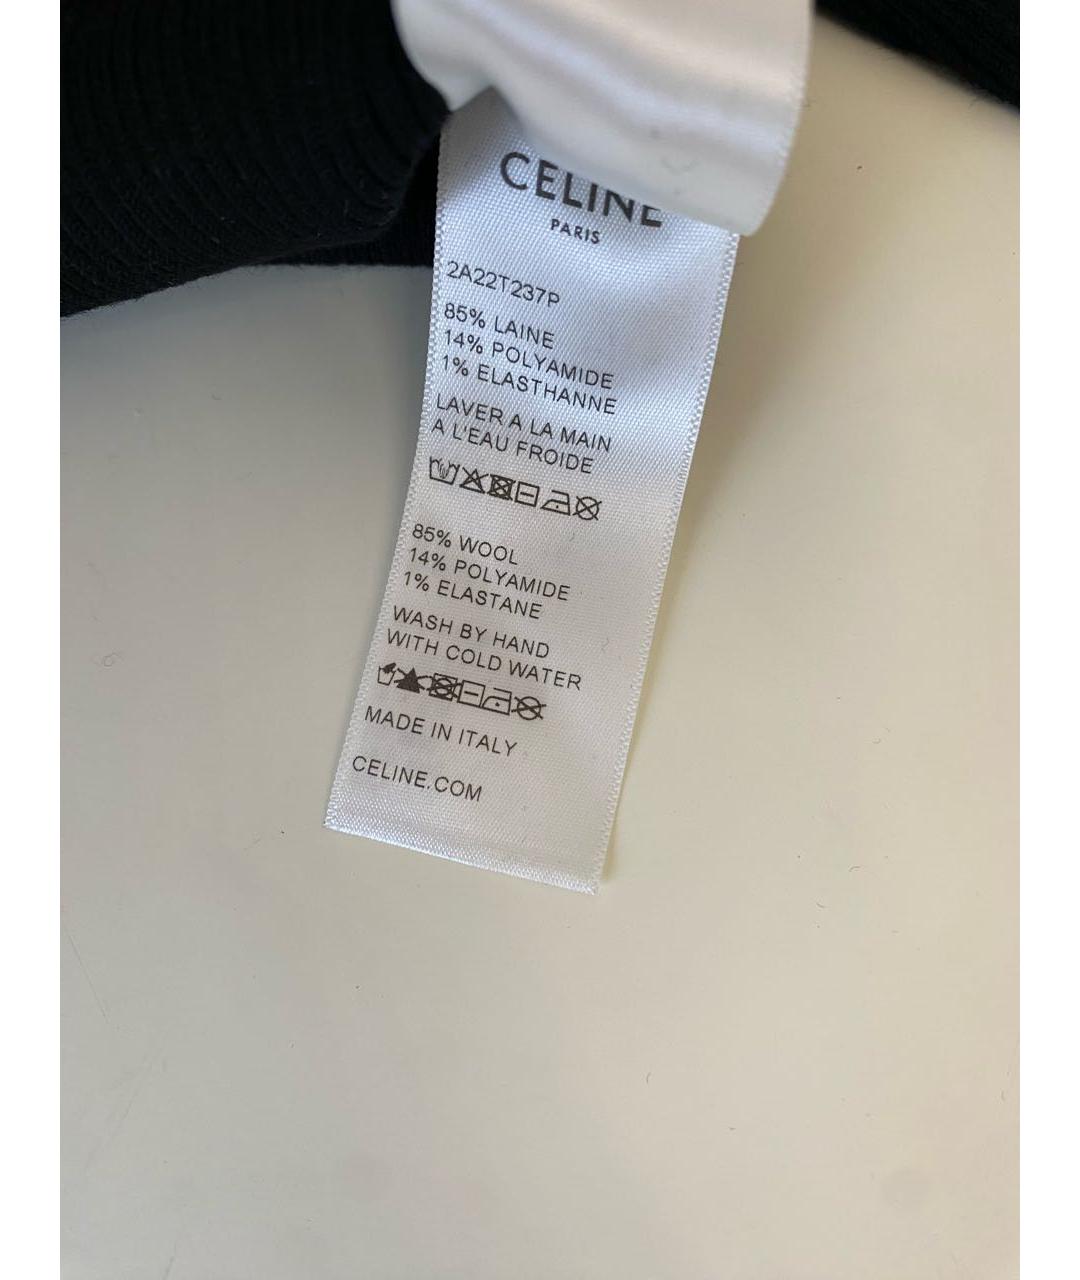 CELINE
PARIS
2A22T237P
85% LAINE
14% POLYAMIDE
1% ELASTHANNE
LAVER A LA MAIN
A L'EAU FROIDE
85% WOOL
14% POLYAMIDE
1% ELASTANE
WASH BY HAND
WITH COLD WATER
MADE IN ITALY
CELINE.COM